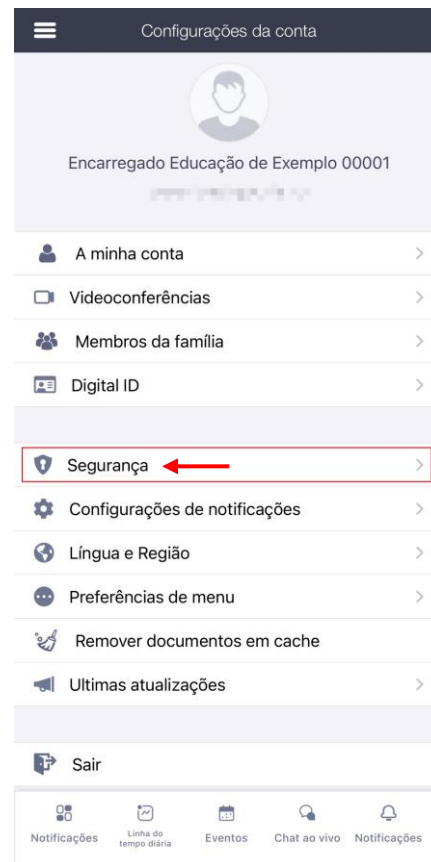 Configurações da conta
Encarregado Educação de Exemplo 00001
A minha conta
Videoconferências
Membros da família
Digital ID
Segurança
Configurações de notificações
Língua e Região
Preferências de menu
Remover documentos em cache
Ultimas atualizações
Sair
Notificações
Linha do
tempo diária
Eventos
Chat ao vivo
Notificações